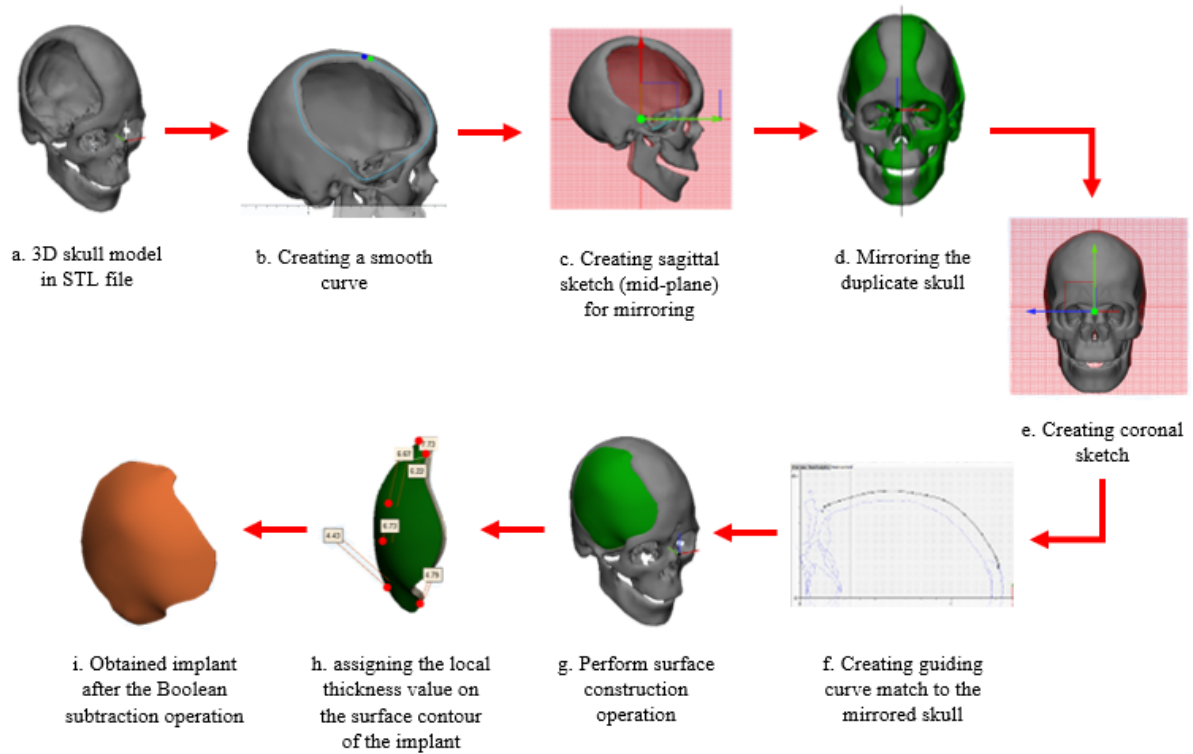 a. 3D skull model
in STL file
b. Creating a smooth
curve
c. Creating sagittal
sketch (mid-plane)
for mirroring
d. Mirroring the
duplicate skull
e. Creating coronal
sketch
f. Creating guiding
curve match to the
mirrored skull
g. Perform surface
construction
operation
h. assigning the local
thickness value on
the surface contour
of the implant
7.73
6.67
6.22
6.73
4.43
4.78
i. Obtained implant
after the Boolean
subtraction operation